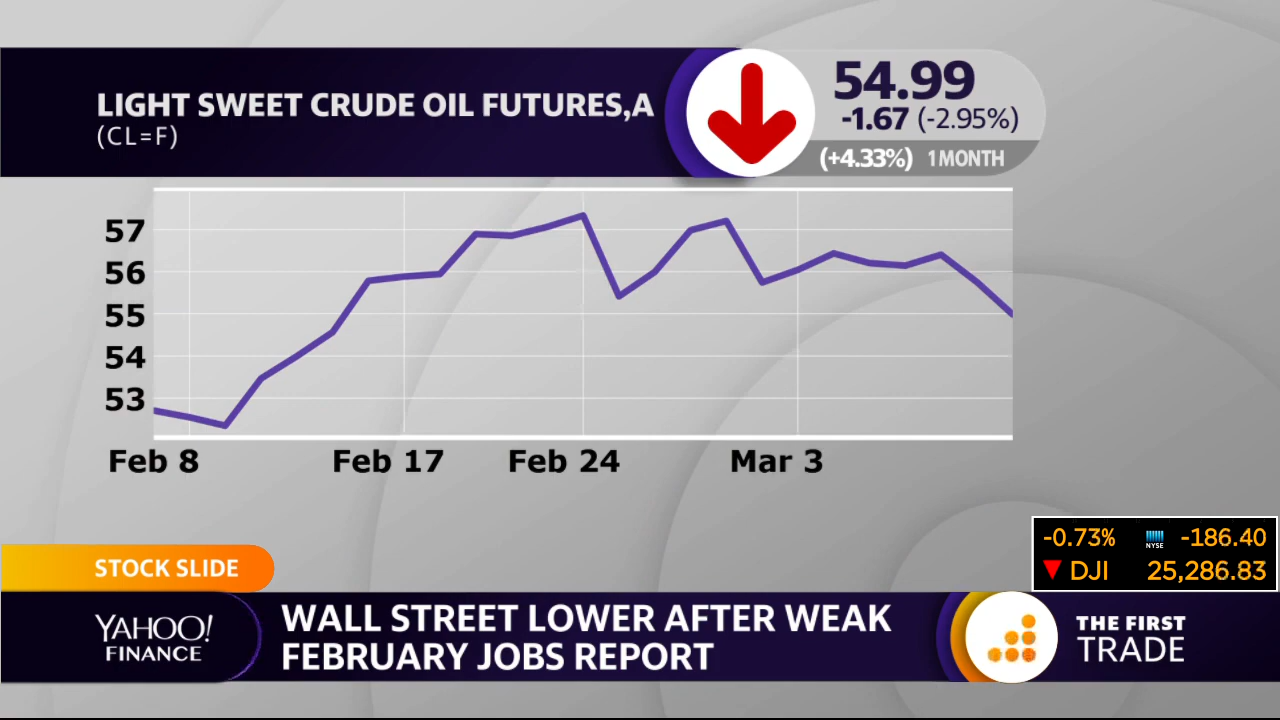 LIGHT SWEET CRUDE OIL FUTURES,A
(CL=F)
54.99
-1.67 (-2.95%)
(+4.33%) 1 MONTH
57
56
55
54
53
Feb 8 Feb 17 Feb 24 Mar 3
-0.73% NYSE -186.40
DJI 25,286.83
STOCK SLIDE
YAHOO!
FINANCE
WALL STREET LOWER AFTER WEAK
FEBRUARY JOBS REPORT
THE FIRST
TRADE